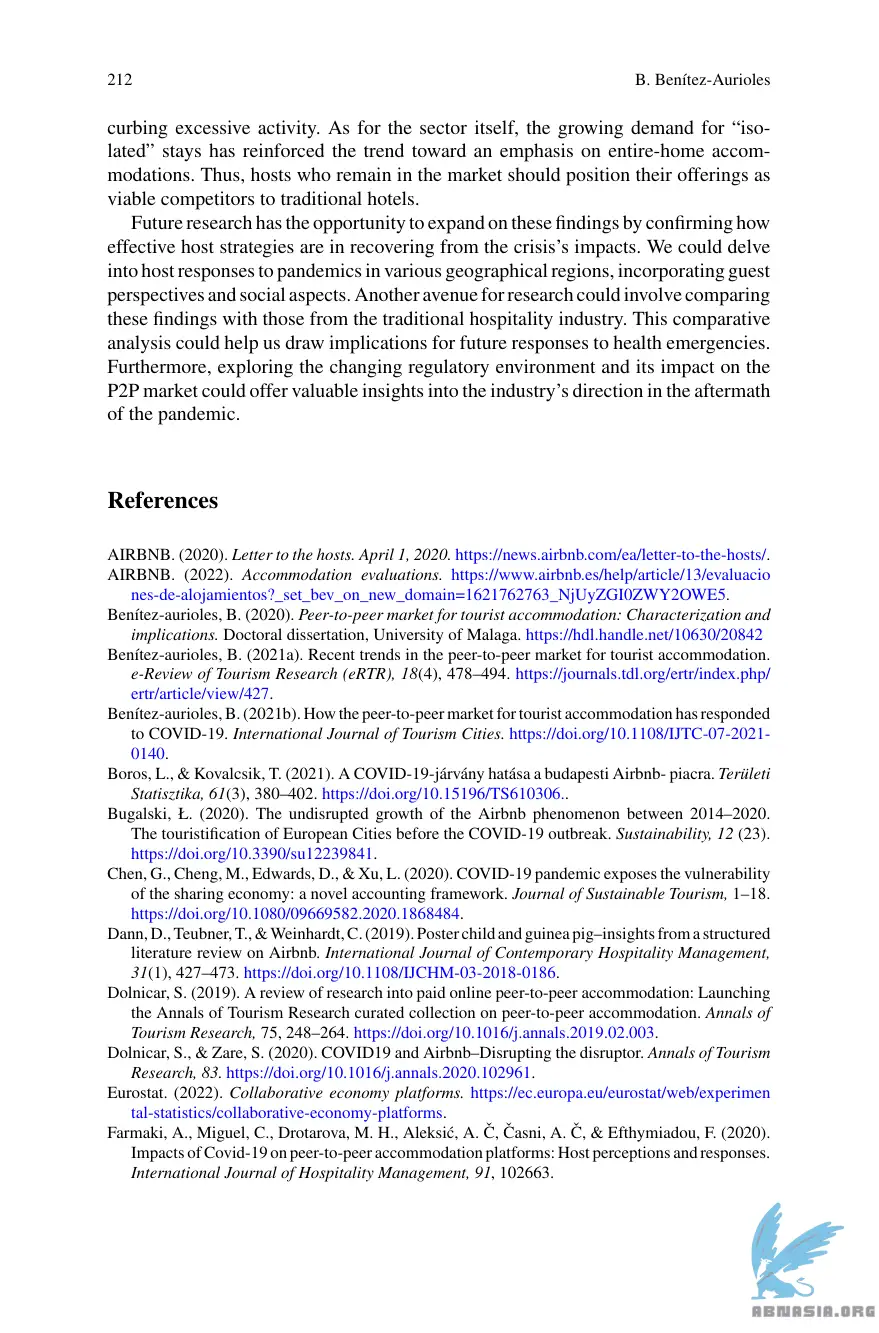 212
B. Benítez-Aurioles
curbing excessive activity. As for the sector itself, the growing demand for “iso-
lated” stays has reinforced the trend toward an emphasis on entire-home accom-
modations. Thus, hosts who remain in the market should position their offerings as
viable competitors to traditional hotels.
Future research has the opportunity to expand on these findings by confirming how
effective host strategies are in recovering from the crisis’s impacts. We could delve
into host responses to pandemics in various geographical regions, incorporating guest
perspectives and social aspects. Another avenue for research could involve comparing
these findings with those from the traditional hospitality industry. This comparative
analysis could help us draw implications for future responses to health emergencies.
Furthermore, exploring the changing regulatory environment and its impact on the
P2P market could offer valuable insights into the industry’s direction in the aftermath
of the pandemic.
References
AIRBNB. (2020). Letter to the hosts. April 1, 2020. https://news.airbnb.com/ea/letter-to-the-hosts/.
AIRBNB. (2022). Accommodation evaluations. https://www.airbnb.es/help/article/13/evaluacio
nes-de-alojamientos?_set_bev_on_new_domain=1621762763_NjUyZGI0ZWY2OWE5.
Benítez-aurioles, B. (2020). Peer-to-peer market for tourist accommodation: Characterization and
implications. Doctoral dissertation, University of Malaga. https://hdl.handle.net/10630/20842
Benítez-aurioles, B. (2021a). Recent trends in the peer-to-peer market for tourist accommodation.
e-Review of Tourism Research (eRTR), 18(4), 478–494. https://journals.tdl.org/ertr/index.php/
ertr/article/view/427.
Benítez-aurioles, B. (2021b). How the peer-to-peer market for tourist accommodation has responded
to COVID-19. International Journal of Tourism Cities. https://doi.org/10.1108/IJTC-07-2021-
0140.
Boros, L., & Kovalcsik, T. (2021). A COVID-19-járvány hatása a budapesti Airbnb- piacra. Területi
Statisztika, 61(3), 380–402. https://doi.org/10.15196/TS610306..
Bugalski, Ł. (2020). The undisrupted growth of the Airbnb phenomenon between 2014–2020.
The touristification of European Cities before the COVID-19 outbreak. Sustainability, 12 (23).
https://doi.org/10.3390/su12239841.
Chen, G., Cheng, M., Edwards, D., & Xu, L. (2020). COVID-19 pandemic exposes the vulnerability
of the sharing economy: a novel accounting framework. Journal of Sustainable Tourism, 1–18.
https://doi.org/10.1080/09669582.2020.1868484.
Dann, D., Teubner, T., & Weinhardt, C. (2019). Poster child and guinea pig–insights from a structured
literature review on Airbnb. International Journal of Contemporary Hospitality Management,
31(1), 427–473. https://doi.org/10.1108/IJCHM-03-2018-0186.
Dolnicar, S. (2019). A review of research into paid online peer-to-peer accommodation: Launching
the Annals of Tourism Research curated collection on peer-to-peer accommodation. Annals of
Tourism Research, 75, 248–264. https://doi.org/10.1016/j.annals.2019.02.003.
Dolnicar, S., & Zare, S. (2020). COVID19 and Airbnb–Disrupting the disruptor. Annals of Tourism
Research, 83. https://doi.org/10.1016/j.annals.2020.102961.
Eurostat. (2022). Collaborative economy platforms. https://ec.europa.eu/eurostat/web/experimen
tal-statistics/collaborative-economy-platforms.
Farmaki, A., Miguel, C., Drotarova, M. H., Aleksić, A. Č, Časni, A. Č, & Efthymiadou, F. (2020).
Impacts of Covid-19 on peer-to-peer accommodation platforms: Host perceptions and responses.
International Journal of Hospitality Management, 91, 102663.
ABNASIA.ORG